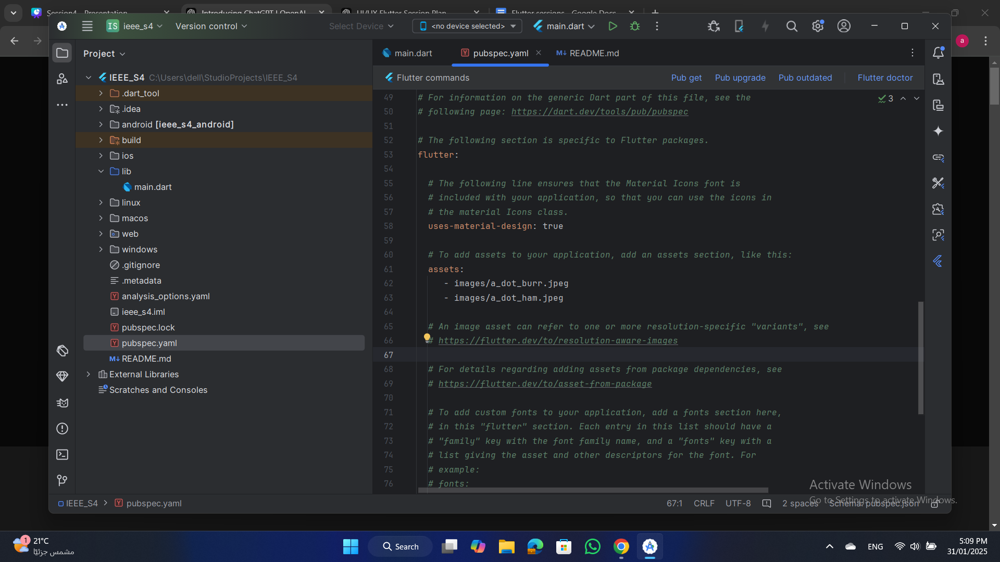 Session4 - Presentation
Introducing ChatGPT | OpenAI
UI/UX Flutter Session Plan
Flutter sessions - Google Docs
IS ieee_s4
Version control
Select Device
<no device selected>
main.dart
a
Project
main.dart
pubspec.yaml
M↓ README.md
Flutter commands
Pub get
Pub upgrade
Pub outdated
Flutter doctor
IEEE_S4 C:\Users\dell\StudioProjects\IEEE_S4
.dart_tool
.idea
android [ieee_s4_android]
build
ios
lib
main.dart
linux
macos
web
windows
.gitignore
.metadata
analysis_options.yaml
ieee_s4.iml
pubspec.lock
pubspec.yaml
M↓ README.md
External Libraries
Scratches and Consoles
3
49 # For information on the generic Dart part of this file, see the
50 # following page: https://dart.dev/tools/pub/pubspec
51
52 # The following section is specific to Flutter packages.
53 flutter:
54
55 # The following line ensures that the Material Icons font is
56 # included with your application, so that you can use the icons in
57 # the material Icons class.
58 uses-material-design: true
59
60 # To add assets to your application, add an assets section, like this:
61 assets:
62 - images/a_dot_burr.jpeg
63 - images/a_dot_ham.jpeg
64
65 # An image asset can refer to one or more resolution-specific "variants", see
66 # https://flutter.dev/to/resolution-aware-images
67
68 # For details regarding adding assets from package dependencies, see
69 # https://flutter.dev/to/asset-from-package
70
71 # To add custom fonts to your application, add a fonts section here,
72 # in this "flutter" section. Each entry in this list should have a
73 # "family" key with the font family name, and a "fonts" key with a
74 # list giving the asset and other descriptors for the font. For
75 # example:
76 # fonts:
Activate Windows
Go to Settings to activate Windows.
IEEE_S4 > pubspec.yaml
67:1 CRLF UTF-8 2 spaces Schema: pubspec.json
1
21°C
مشمس جزئيًا
Search
ENG
5:09 PM
31/01/2025